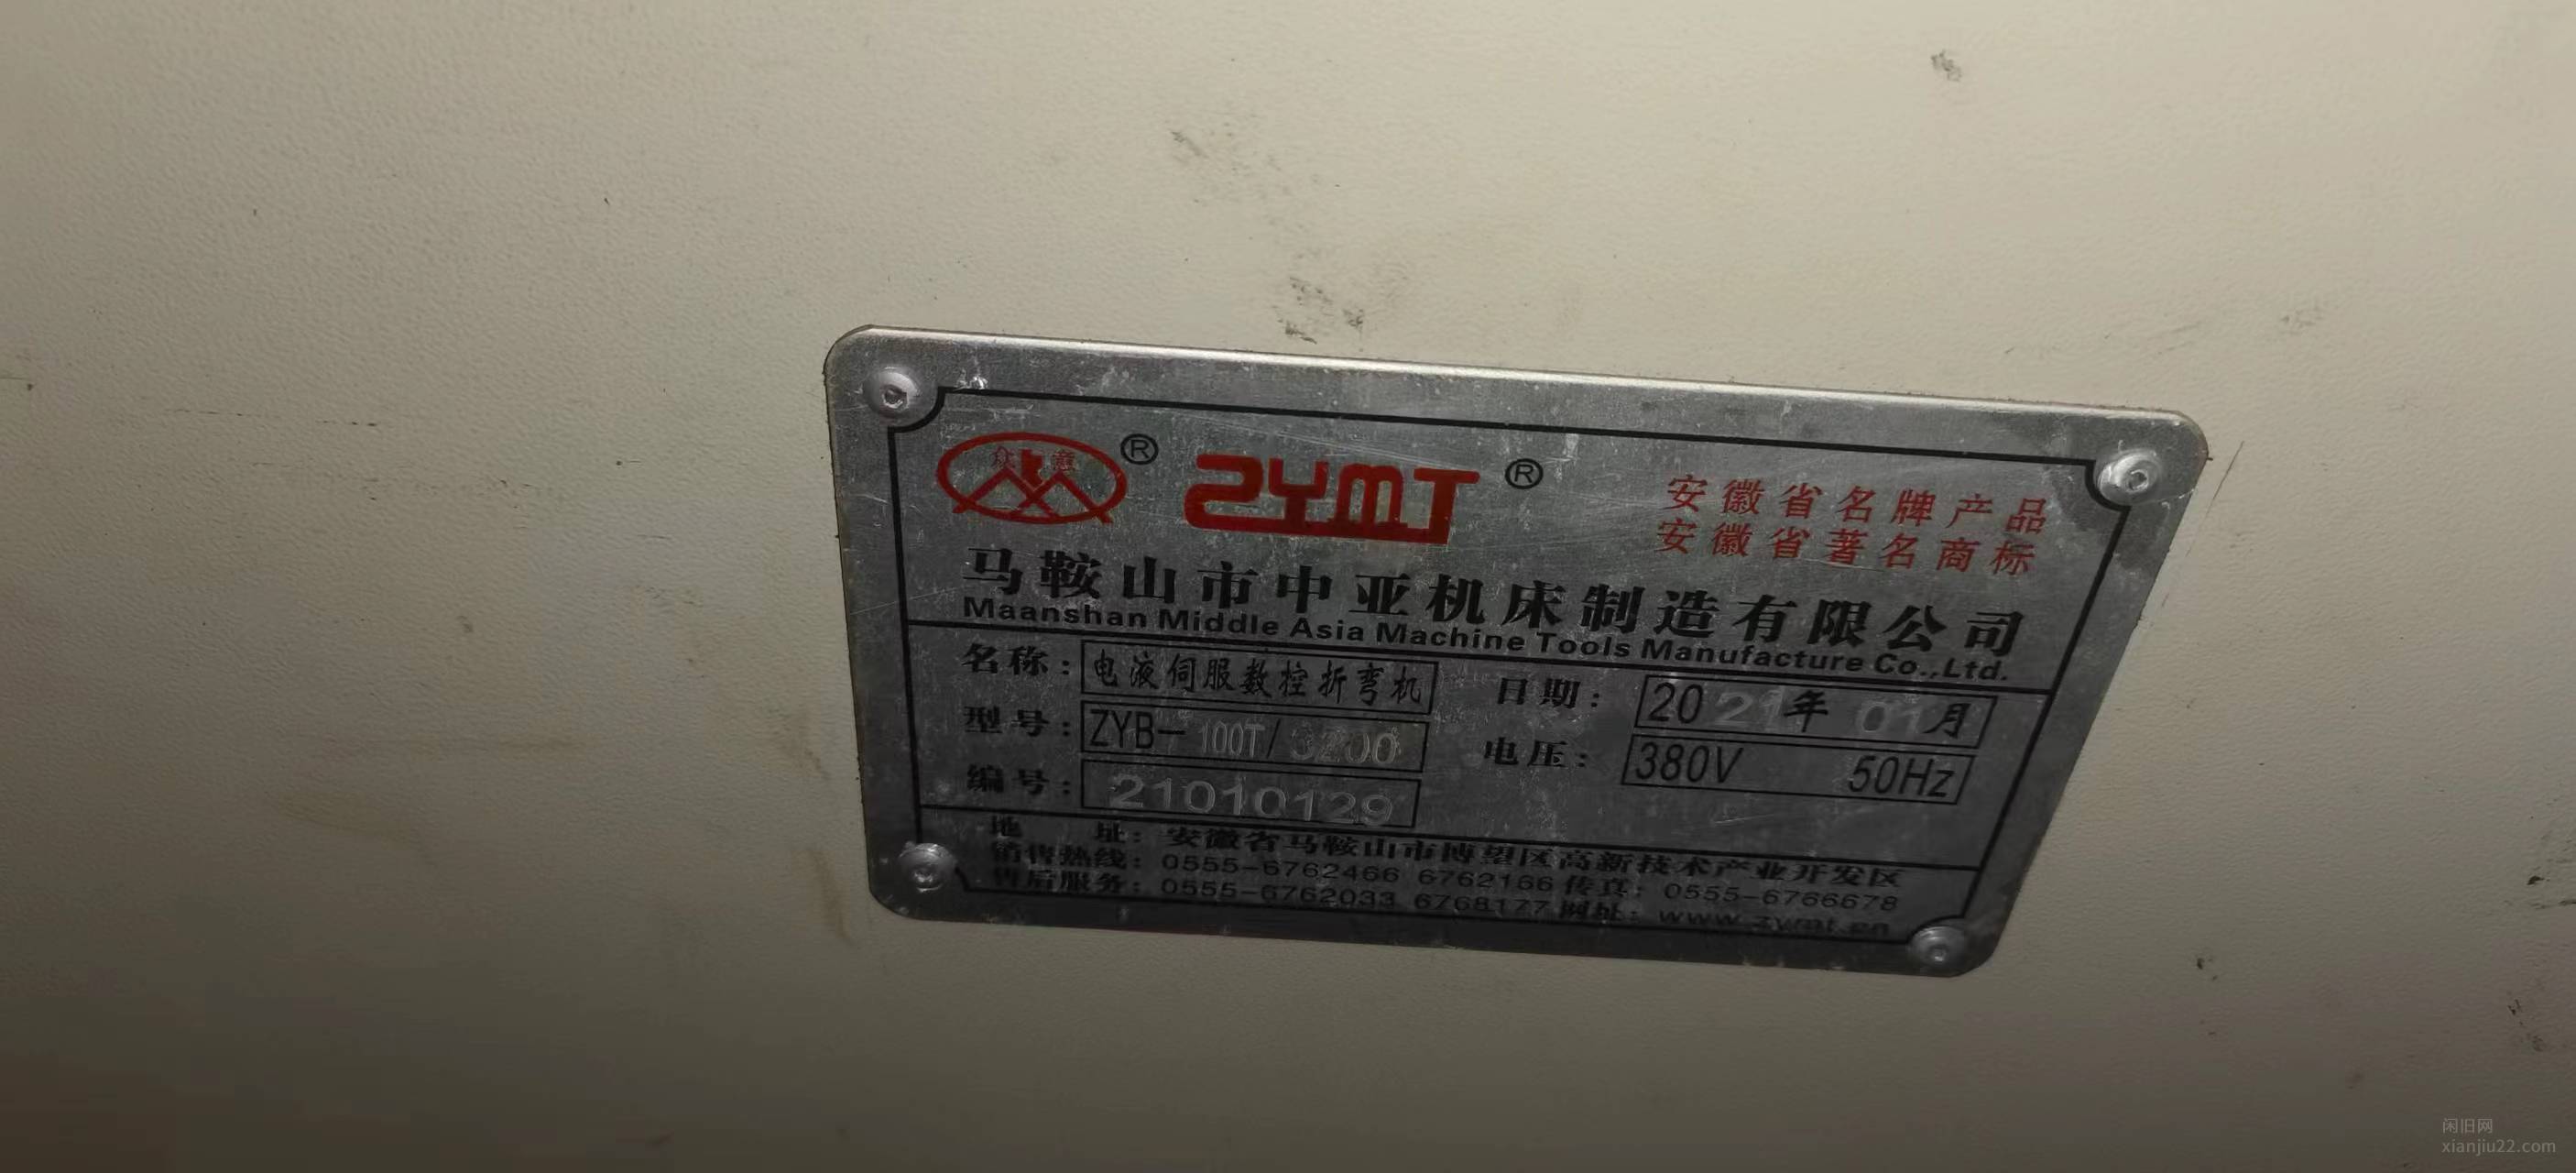 众意 ® ZYMT ®
安徽省名牌产品
安徽省著名商标
马鞍山市中亚机床制造有限公司
Maanshan Middle Asia Machine Tools Manufacture Co.,Ltd.
名称: 电液伺服数控折弯机 日期: 2021年 01月
型号: ZYB-100T/3200 电压: 380V 50Hz
编号: 21010129
地 址: 安徽省马鞍山市博望区高新技术产业开发区
销售热线: 0555-6762466 6762166 传真: 0555-6766678
售后服务: 0555-6762033 6768177 网址: www.zymt.cn
闲旧网
xianjiu22.com